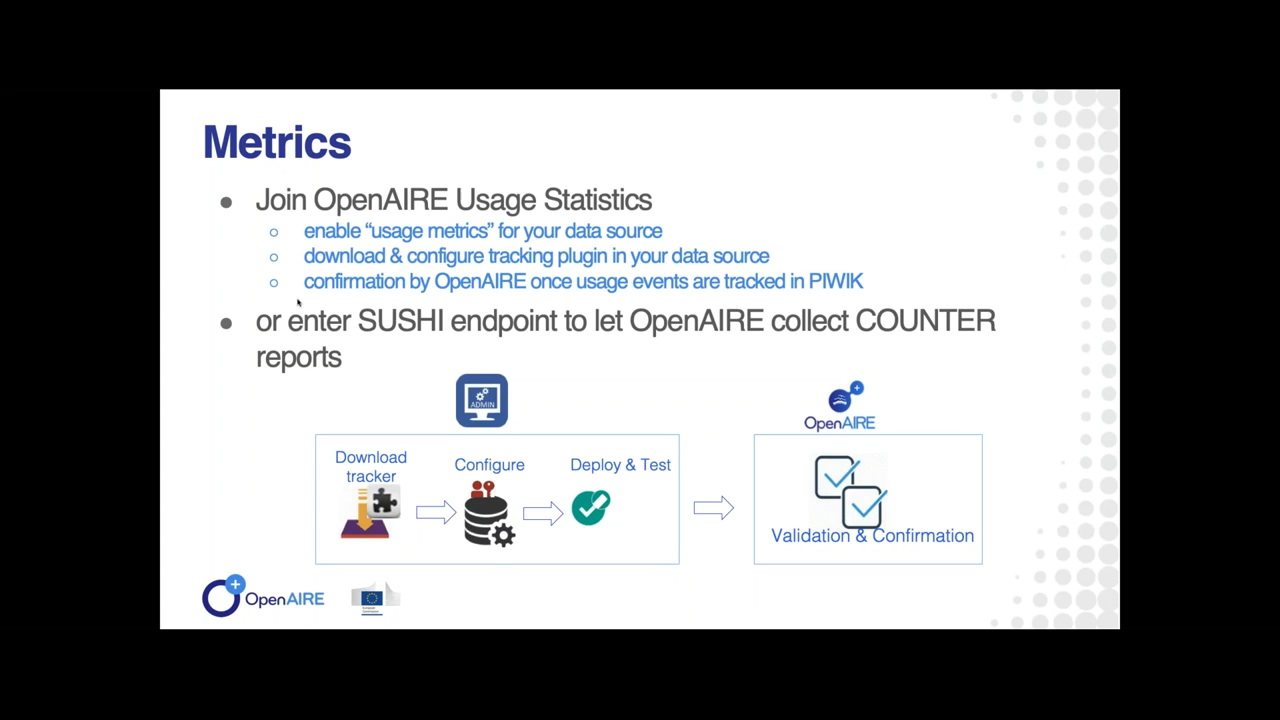 Metrics
● Join OpenAIRE Usage Statistics
○ enable “usage metrics” for your data source
○ download & configure tracking plugin in your data source
○ confirmation by OpenAIRE once usage events are tracked in PIWIK
● or enter SUSHI endpoint to let OpenAIRE collect COUNTER
reports
ADMIN
OpenAIRE
Download
tracker
Configure
Deploy & Test
Validation & Confirmation
OpenAIRE